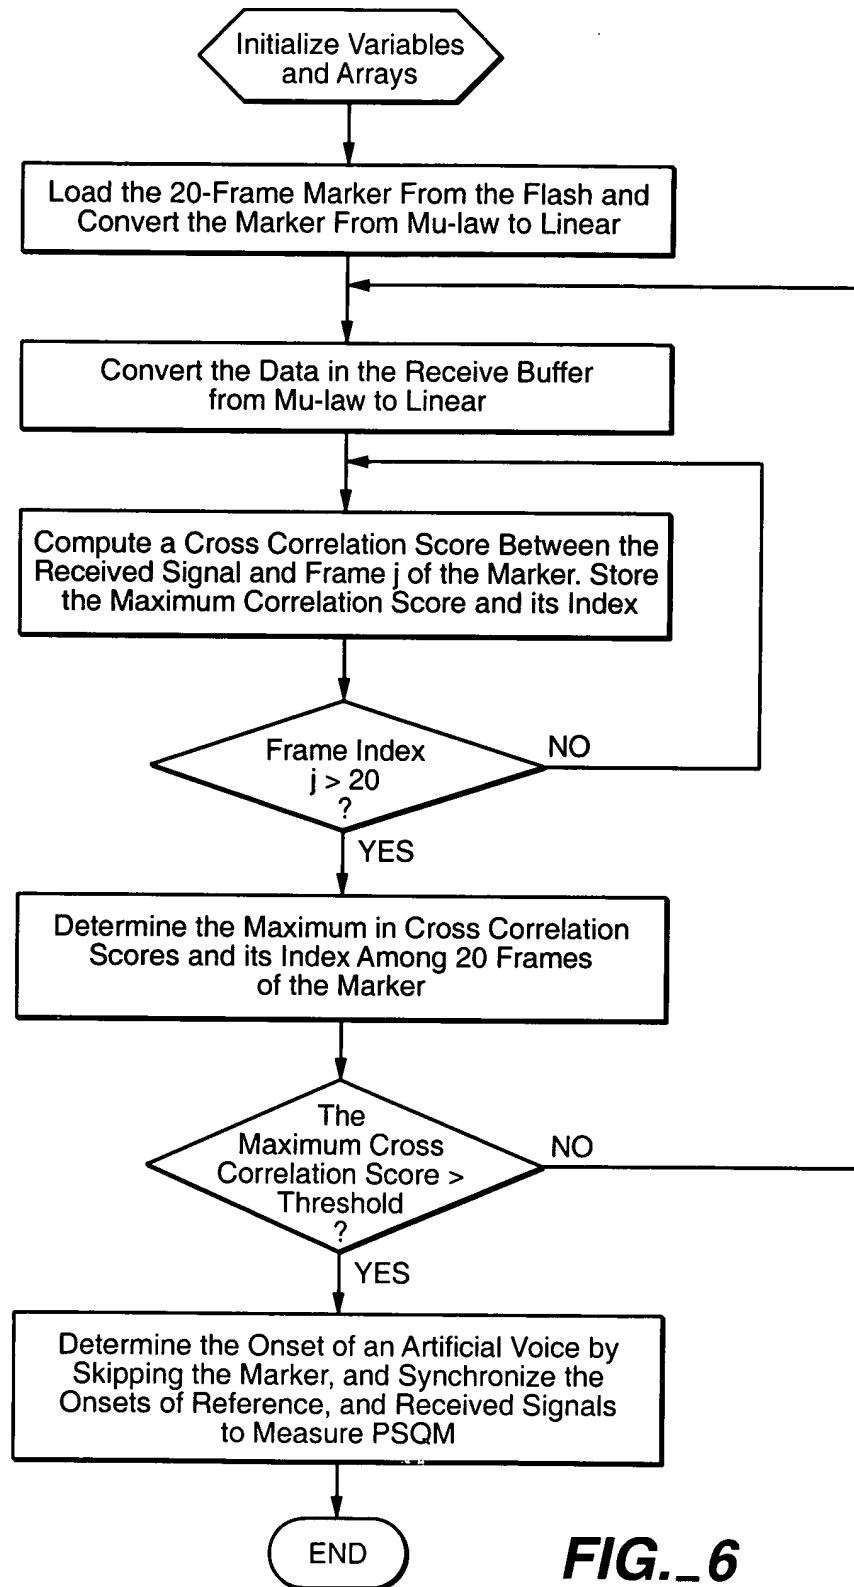 Initialize Variables
and Arrays
Load the 20-Frame Marker From the Flash and
Convert the Marker From Mu-law to Linear
Convert the Data in the Receive Buffer
from Mu-law to Linear
Compute a Cross Correlation Score Between the
Received Signal and Frame j of the Marker. Store
the Maximum Correlation Score and its Index
Frame Index
j > 20
?
NO
YES
Determine the Maximum in Cross Correlation
Scores and its Index Among 20 Frames
of the Marker
The
Maximum Cross
Correlation Score >
Threshold
?
NO
YES
Determine the Onset of an Artificial Voice by
Skipping the Marker, and Synchronize the
Onsets of Reference, and Received Signals
to Measure PSQM
END
FIG._6